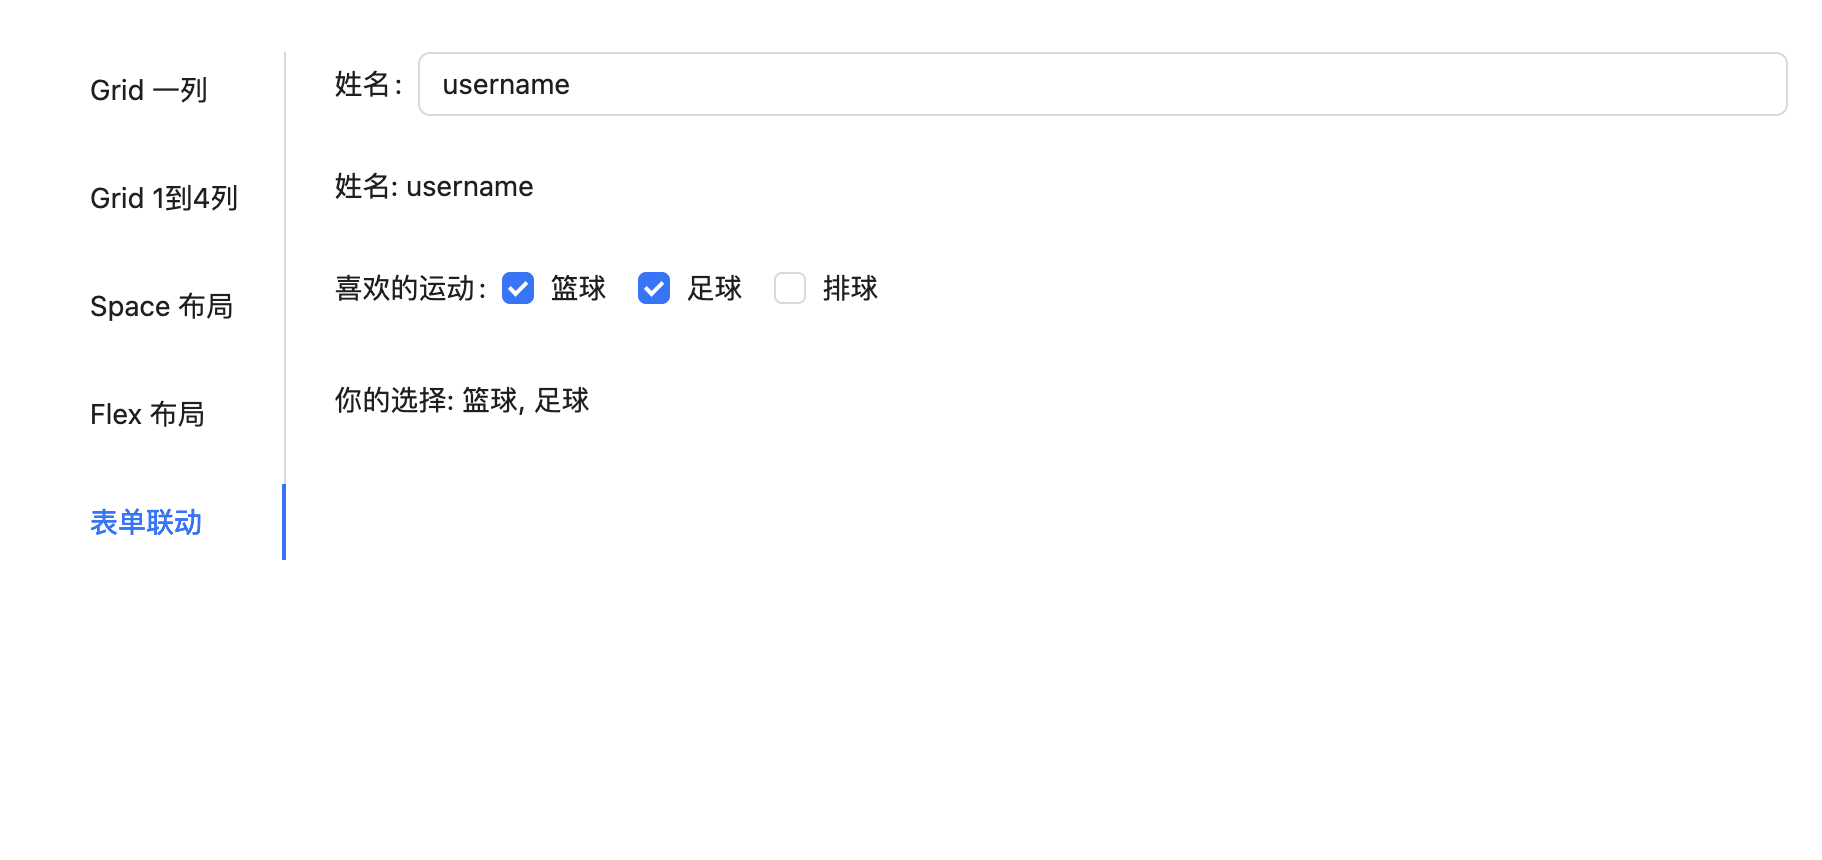 Grid 一列
Grid 1到4列
Space 布局
Flex 布局
表单联动
姓名: username
姓名: username
喜欢的运动: 篮球 足球 排球
你的选择: 篮球, 足球